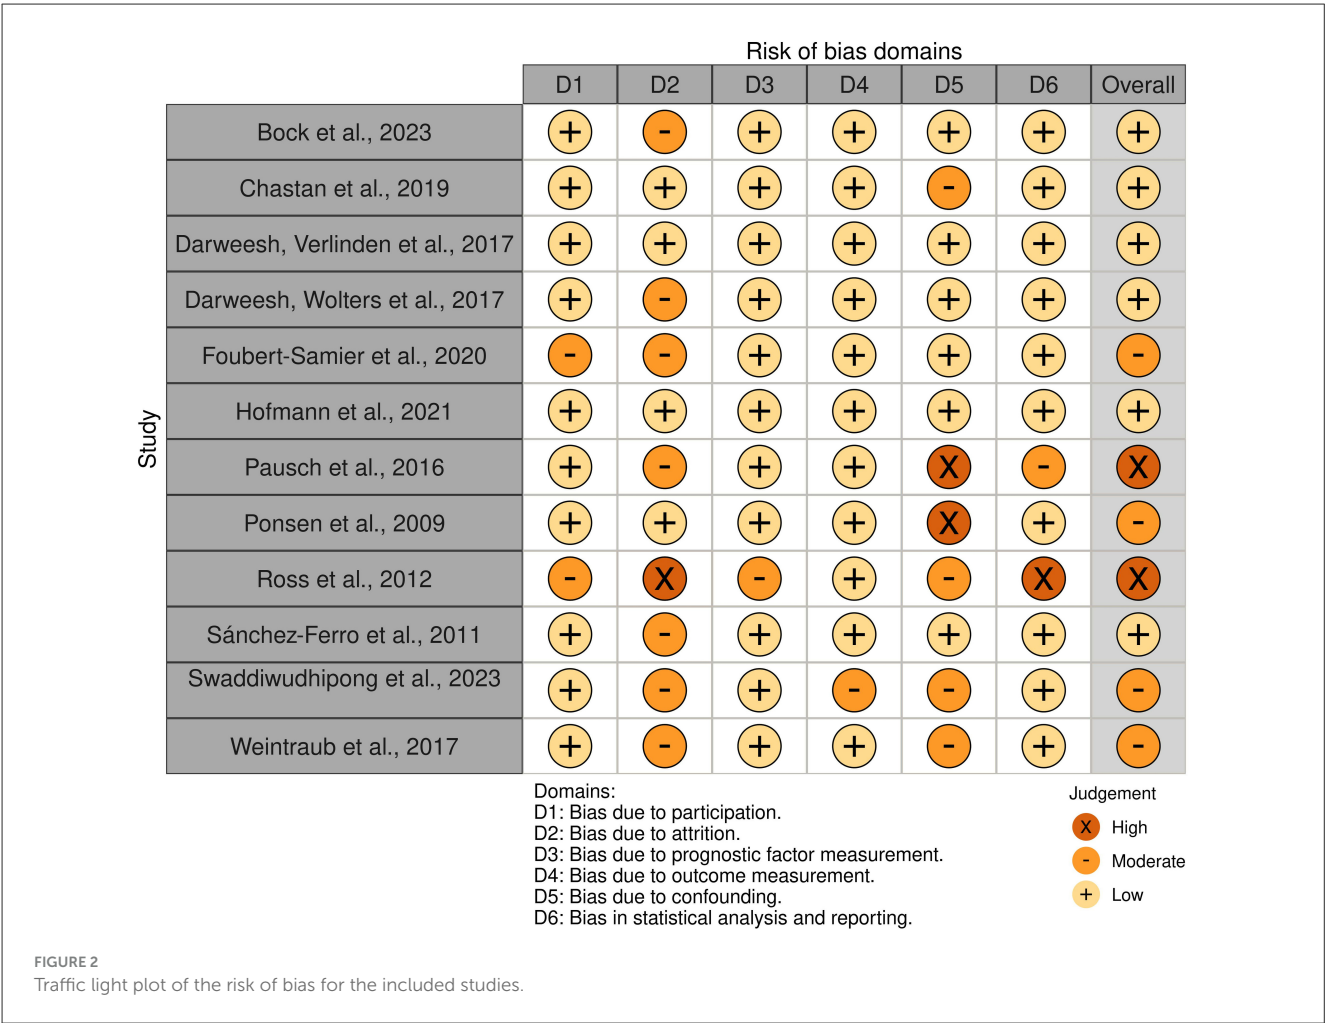 Risk of bias domains
D1 D2 D3 D4 D5 D6 Overall
Study
Bock et al., 2023 + - + + + + +
Chastan et al., 2019 + + + + - + +
Darweesh, Verlinden et al., 2017 + + + + + + +
Darweesh, Wolters et al., 2017 + - + + + + +
Foubert-Samier et al., 2020 - - + + + + -
Hofmann et al., 2021 + + + + + + +
Pausch et al., 2016 + - + + X - X
Ponsen et al., 2009 + + + + X + -
Ross et al., 2012 - X - + - X X
Sánchez-Ferro et al., 2011 + - + + + + +
Swaddiwudhipong et al., 2023 + - + - - + -
Weintraub et al., 2017 + - + + - + -
Domains:
D1: Bias due to participation.
D2: Bias due to attrition.
D3: Bias due to prognostic factor measurement.
D4: Bias due to outcome measurement.
D5: Bias due to confounding.
D6: Bias in statistical analysis and reporting.
Judgement
X High
- Moderate
+ Low
FIGURE 2
Traffic light plot of the risk of bias for the included studies.